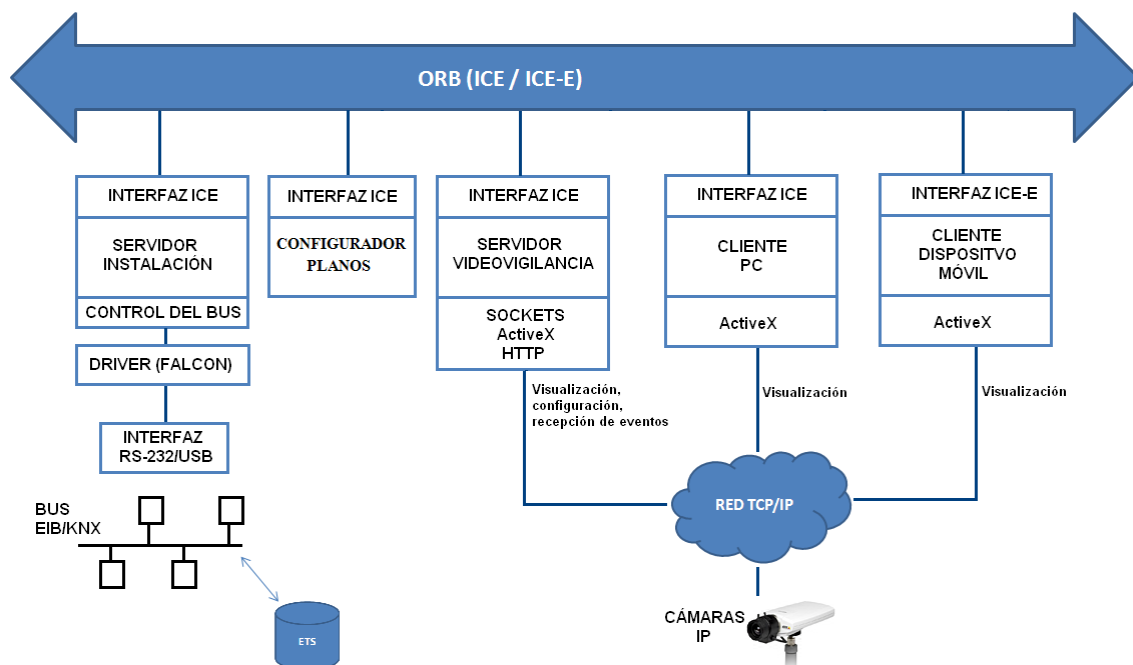 ORB (ICE / ICE-E)
INTERFAZ ICE
SERVIDOR
INSTALACIÓN
CONTROL DEL BUS
DRIVER (FALCON)
INTERFAZ
RS-232/USB
BUS
EIB/KNX
ETS
INTERFAZ ICE
CONFIGURADOR
PLANOS
INTERFAZ ICE
SERVIDOR
VIDEOVIGILANCIA
SOCKETS
ActiveX
HTTP
Visualización,
configuración,
recepción de eventos
INTERFAZ ICE
CLIENTE
PC
ActiveX
Visualización
INTERFAZ ICE-E
CLIENTE
DISPOSITVO
MÓVIL
ActiveX
Visualización
RED TCP/IP
CÁMARAS
IP